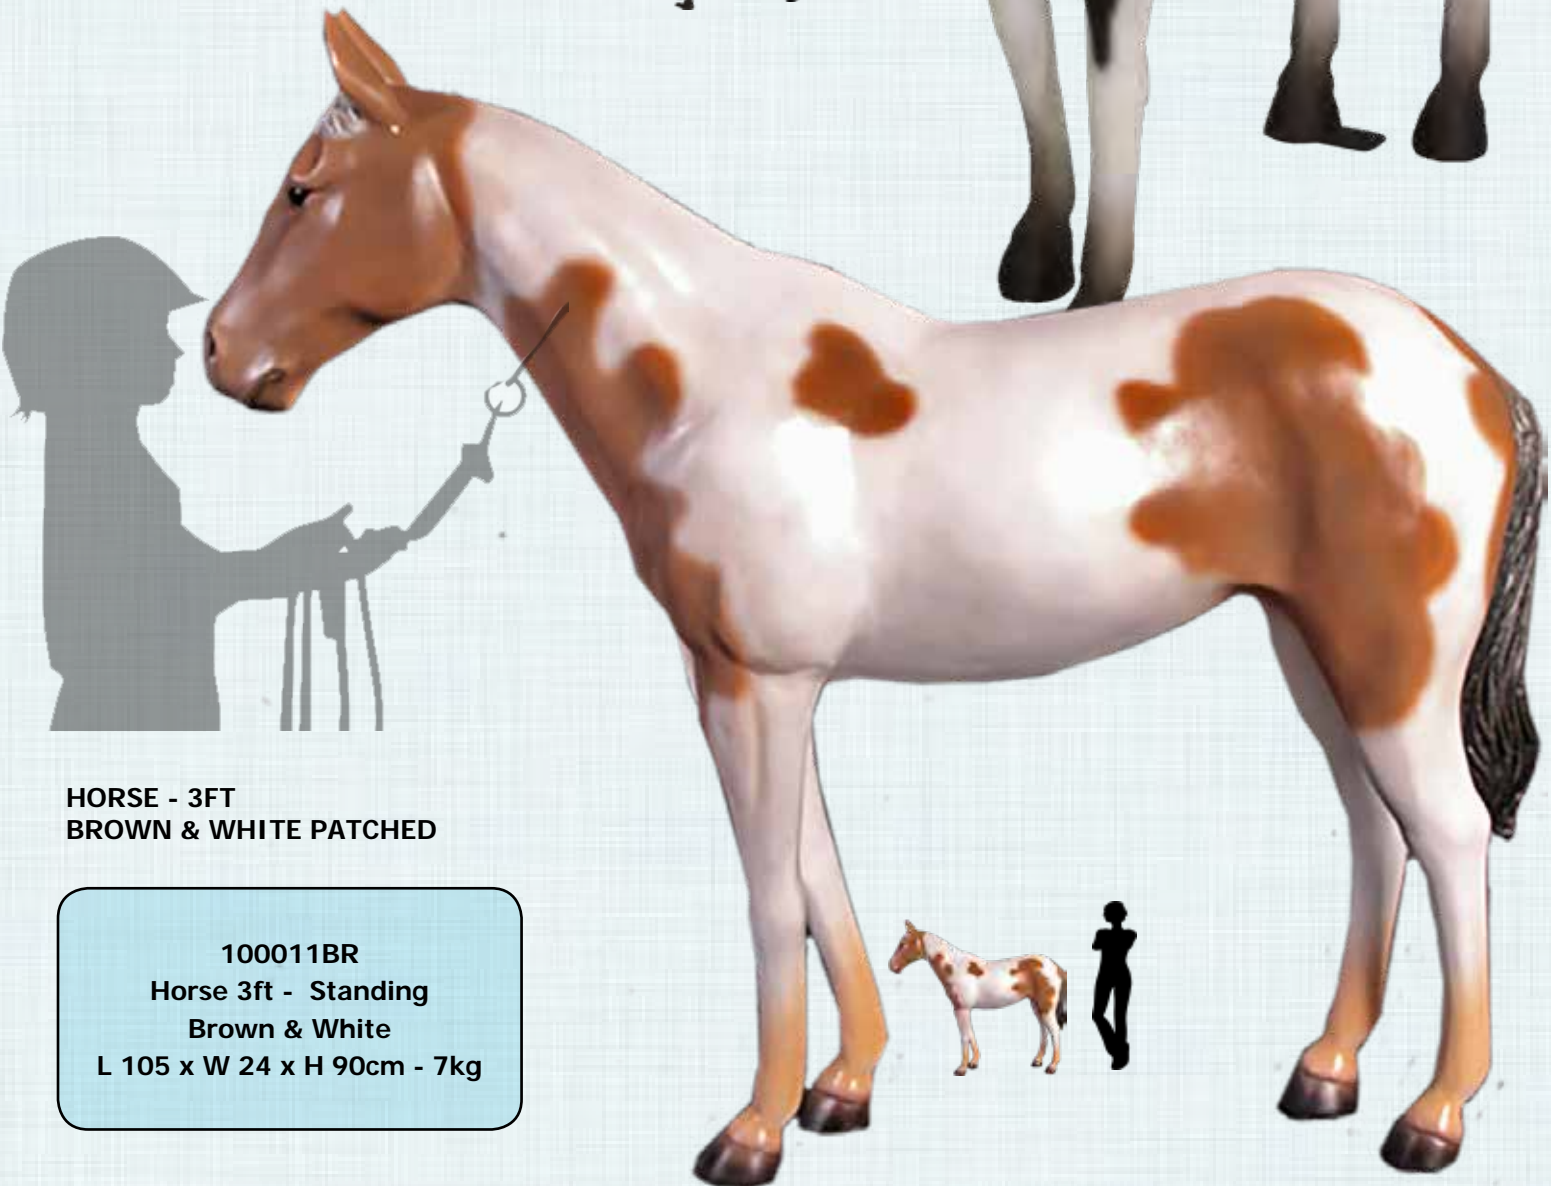 HORSE - 3FT
BROWN & WHITE PATCHED
100011BR
Horse 3ft - Standing
Brown & White
L 105 x W 24 x H 90cm - 7kg